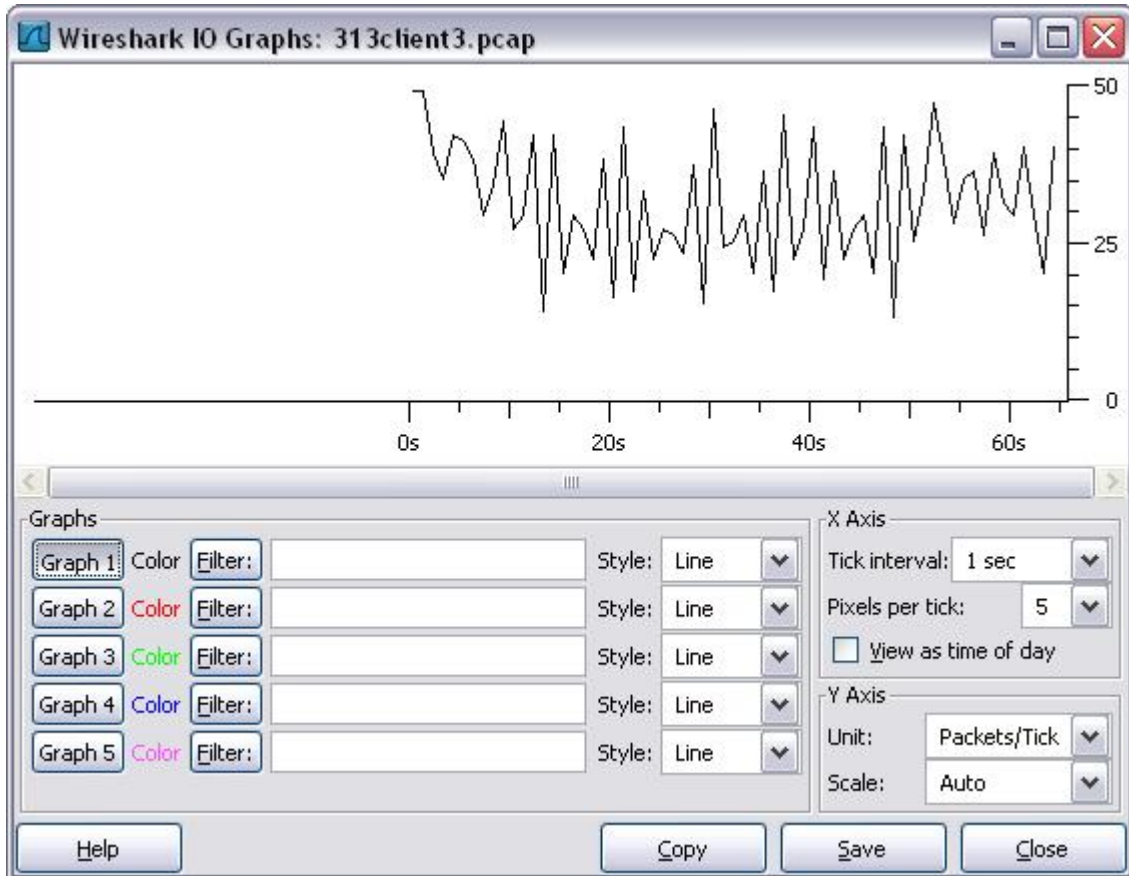 Wireshark IO Graphs: 313client3.pcap
50
25
0
0s 20s 40s 60s
Graphs
Graph 1 Color Filter: Style: Line
Graph 2 Color Filter: Style: Line
Graph 3 Color Filter: Style: Line
Graph 4 Color Filter: Style: Line
Graph 5 Color Filter: Style: Line
X Axis
Tick interval: 1 sec
Pixels per tick: 5
View as time of day
Y Axis
Unit: Packets/Tick
Scale: Auto
Help Copy Save Close